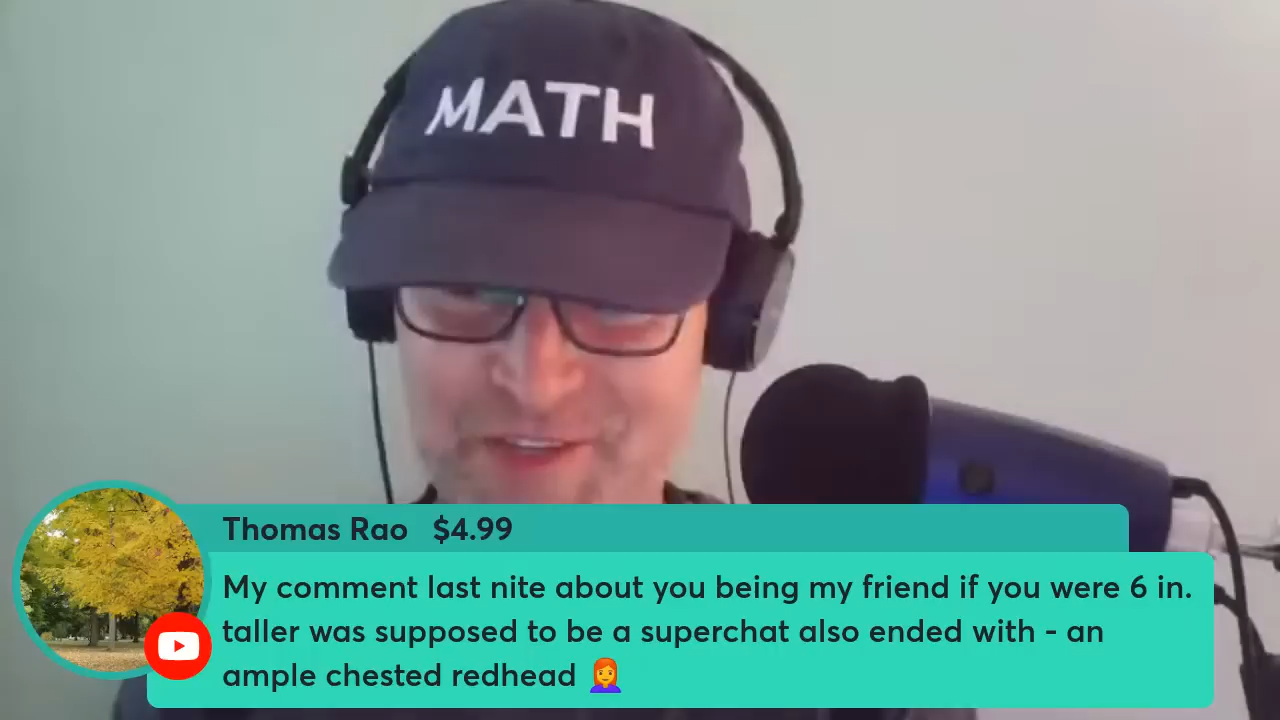 MATH
Thomas Rao $4.99
My comment last nite about you being my friend if you were 6 in.
taller was supposed to be a superchat also ended with - an
ample chested redhead 👩‍🦰